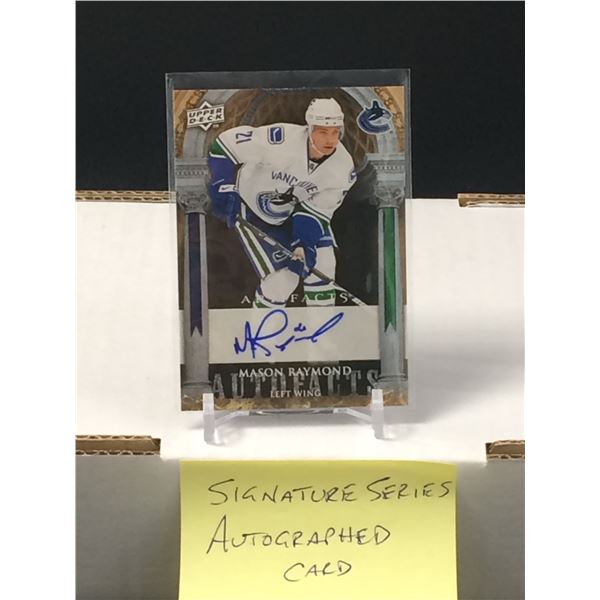 UPPER DECK
21
VANCOUVER
ARTIFACTS
MASON RAYMOND
AUTOFACTS
LEFT WING
SIGNATURE SERIES
AUTOGRAPHED
CARD